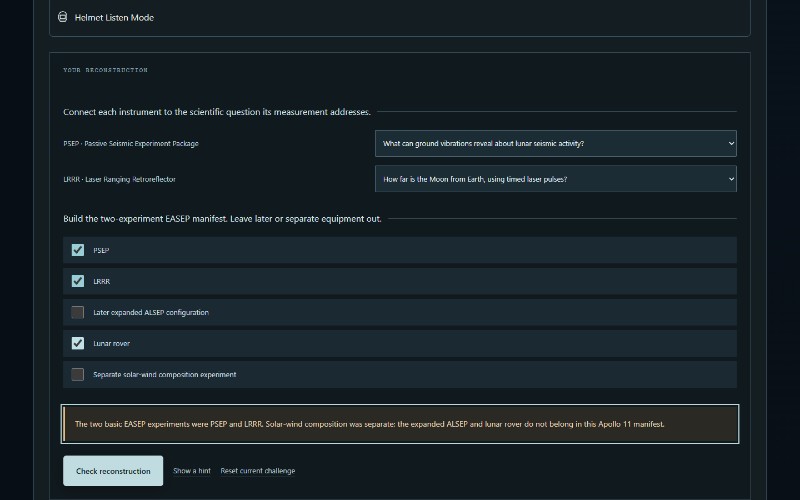 Helmet Listen Mode
YOUR RECONSTRUCTION
Connect each instrument to the scientific question its measurement addresses.
PSEP · Passive Seismic Experiment Package
What can ground vibrations reveal about lunar seismic activity?
LRRR · Laser Ranging Retroreflector
How far is the Moon from Earth, using timed laser pulses?
Build the two-experiment EASEP manifest. Leave later or separate equipment out.
PSEP
LRRR
Later expanded ALSEP configuration
Lunar rover
Separate solar-wind composition experiment
The two basic EASEP experiments were PSEP and LRRR. Solar-wind composition was separate: the expanded ALSEP and lunar rover do not belong in this Apollo 11 manifest.
Check reconstruction Show a hint Reset current challenge